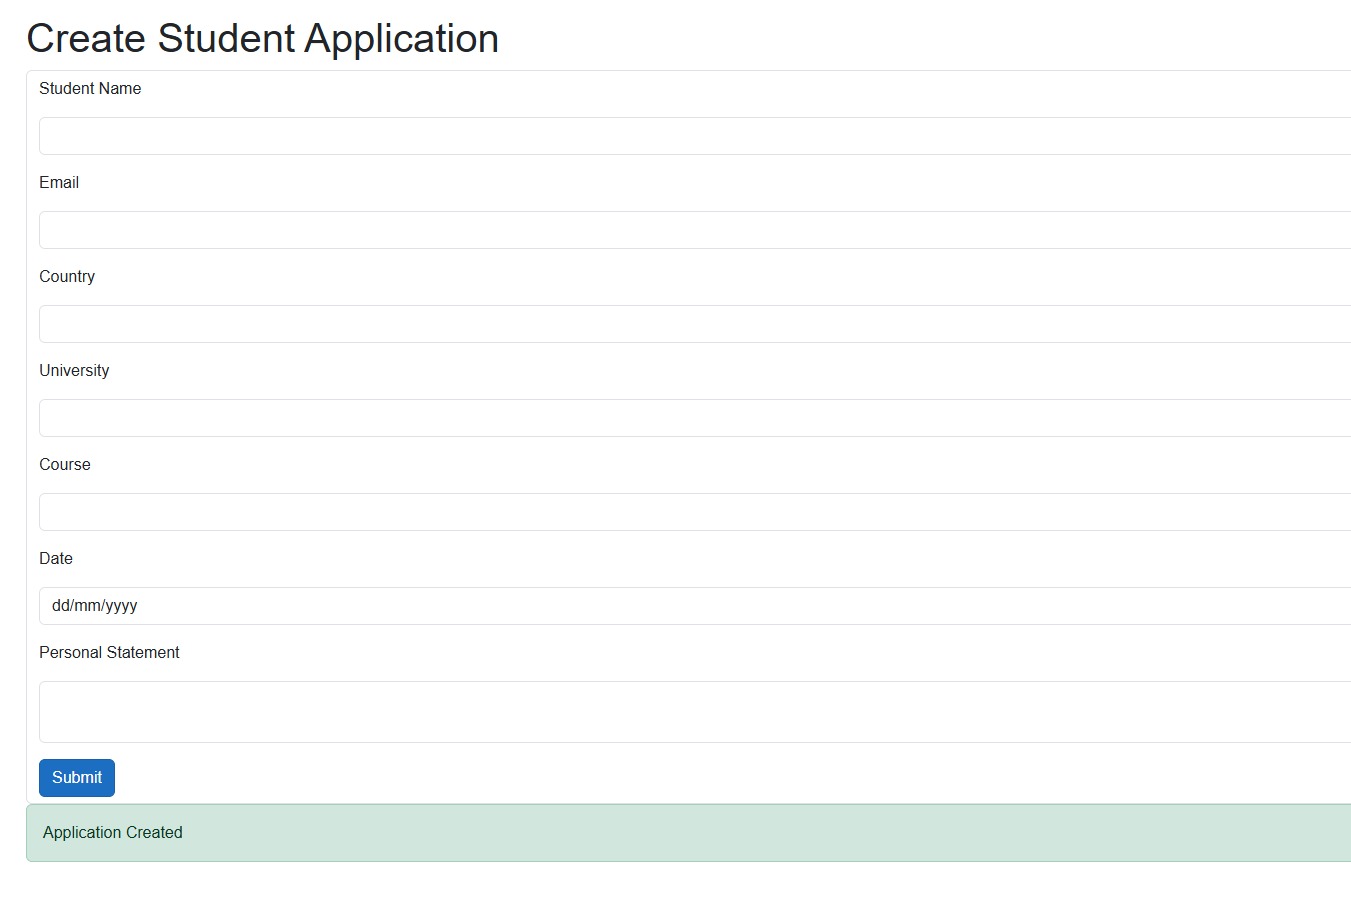 Create Student Application
Student Name
Email
Country
University
Course
Date
dd/mm/yyyy
Personal Statement
Submit
Application Created